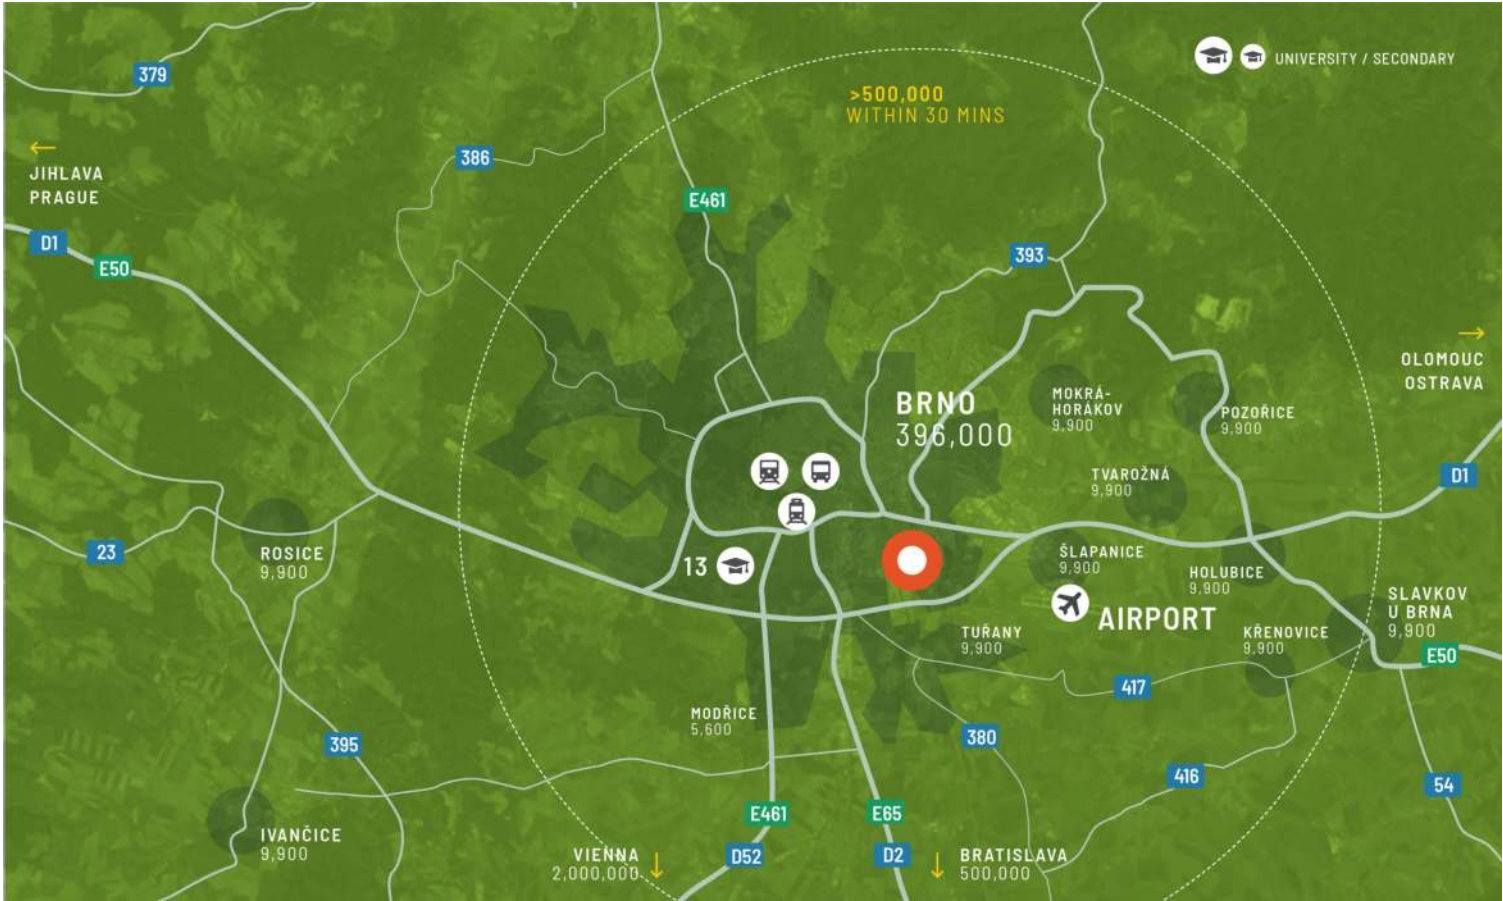 379
UNIVERSITY / SECONDARY
>500,000
WITHIN 30 MINS
386
JIHLAVA
PRAGUE
E461
D1
E50
393
OLOMOUC
OSTRAVA
BRNO
396,000
MOKRÁ-
HORÁKOV
9,900
POZOŘICE
9,900
TVAROŽNÁ
9,900
D1
23
ROSICE
9,900
13
ŠLAPANICE
9,900
HOLUBICE
9,900
AIRPORT
SLAVKOV
U BRNA
9,900
TUŘANY
9,900
KŘENOVICE
9,900
E50
417
MODŘICE
5,600
395
380
416
54
E461
E65
IVANČICE
9,900
VIENNA
2,000,000
D52
D2
BRATISLAVA
500,000